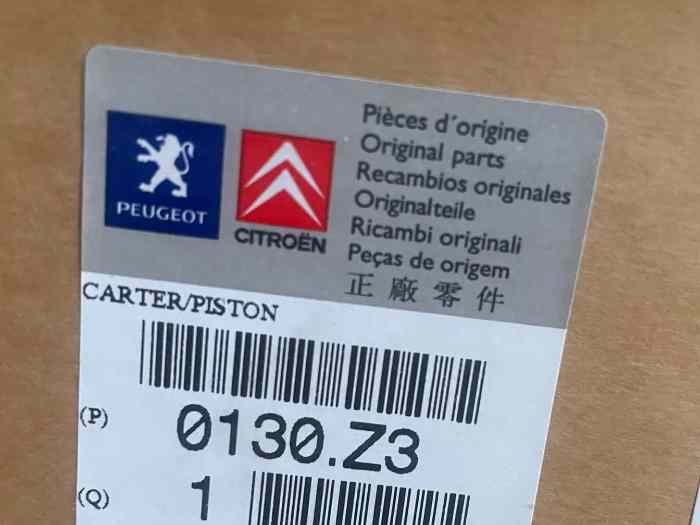 PEUGEOT
CITROËN
Pièces d'origine
Original parts
Recambios originales
Originalteile
Ricambi originali
Peças de origem
正廠零件
CARTER/PISTON
(P)
0130.Z3
(Q)
1